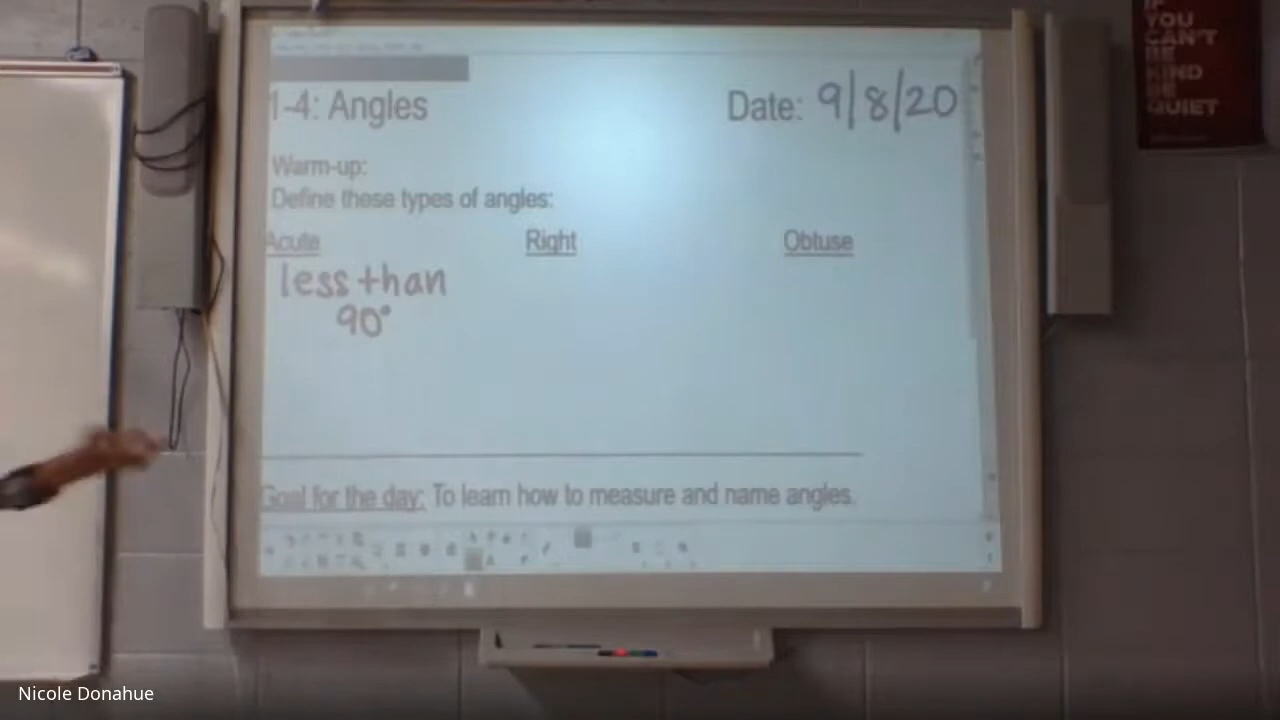 IF
YOU
CAN'T
BE
KIND
BE
QUIET
1-4: Angles
Date: 9/8/20
Warm-up:
Define these types of angles:
Acute
Right
Obtuse
less than
90°
Goal for the day: To learn how to measure and name angles.
Nicole Donahue